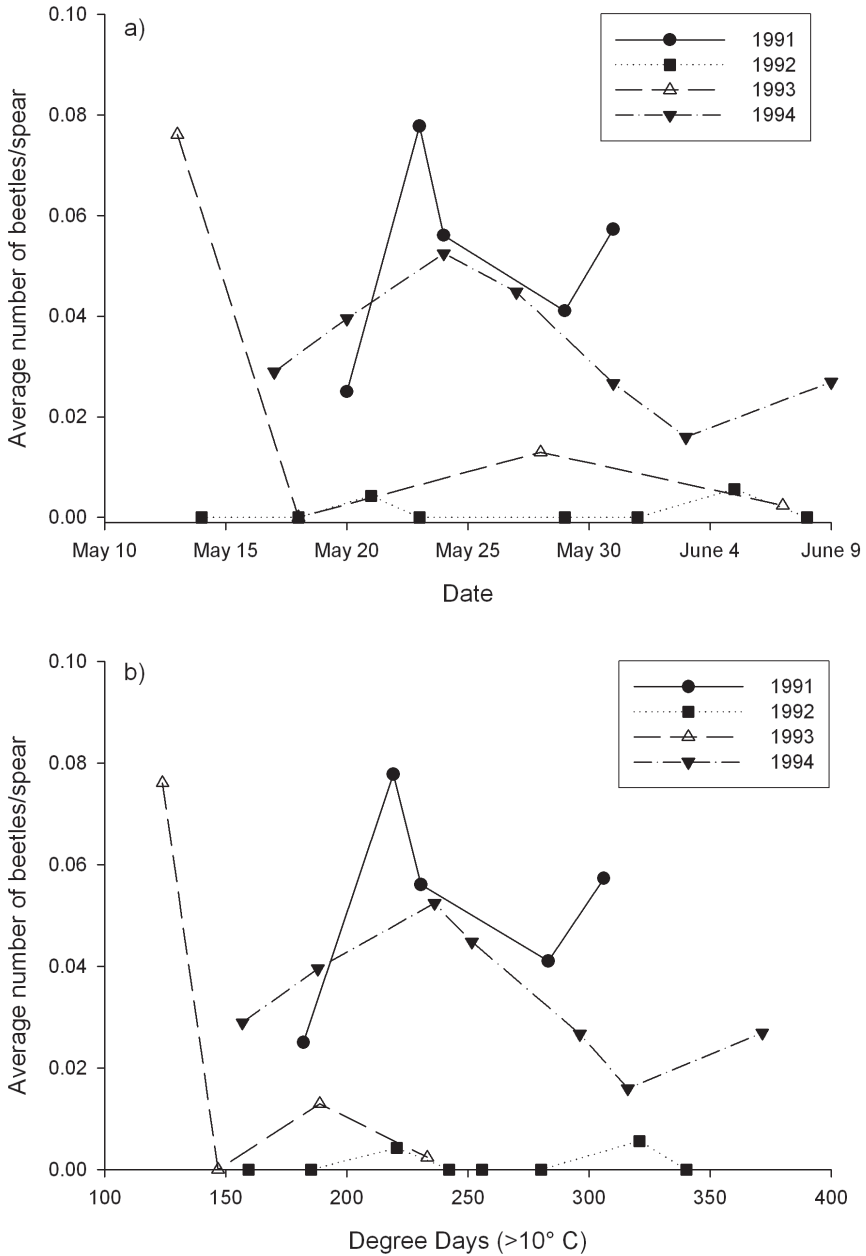 a)
1991
1992
1993
1994
0.10
0.08
0.06
0.04
0.02
0.00
Average number of beetles/spear
May 10 May 15 May 20 May 25 May 30 June 4 June 9
Date
b)
1991
1992
1993
1994
0.10
0.08
0.06
0.04
0.02
0.00
Average number of beetles/spear
100 150 200 250 300 350 400
Degree Days (>10° C)